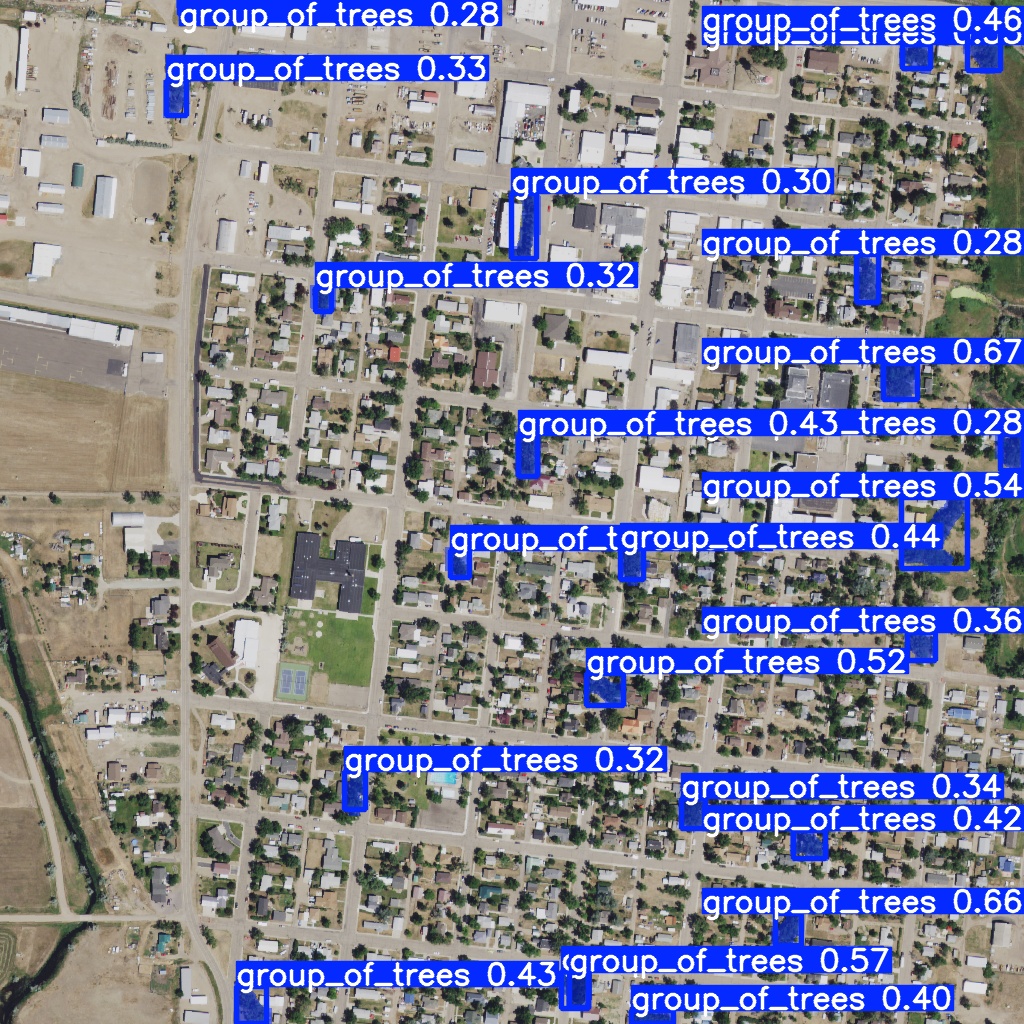 group_of_trees 0.28
group_of_trees 0.46
group_of_trees 0.33
group_of_trees 0.30
group_of_trees 0.28
group_of_trees 0.32
group_of_trees 0.67
group_of_trees 0.43
_trees 0.28
group_of_trees 0.54
group_of_t
group_of_trees 0.44
group_of_trees 0.36
group_of_trees 0.52
group_of_trees 0.32
group_of_trees 0.34
group_of_trees 0.42
group_of_trees 0.66
group_of_trees 0.57
group_of_trees 0.43
group_of_trees 0.40